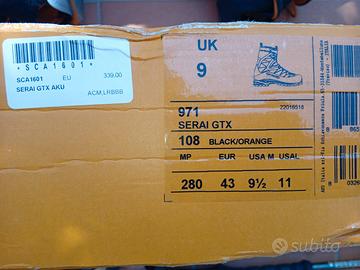 *SCA1601*
SCA1601 EU 339,00
SERAI GTX AKU
ACM,LRBBB
UK
9
971 22016518
SERAI GTX
108 BLACK/ORANGE
MP EUR USA M USAL
280 43 9½ 11
subito